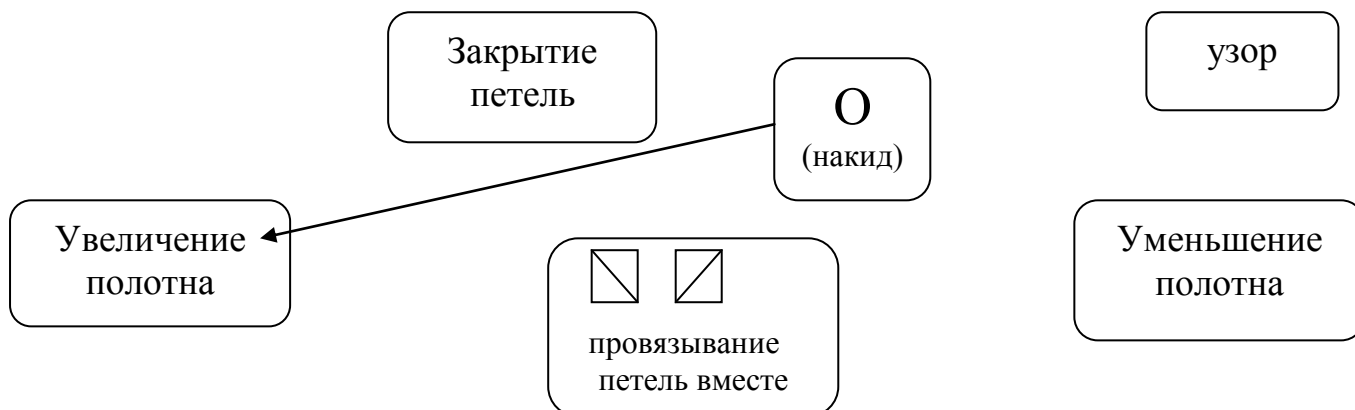 Закрытие
петель
О
(накид)
узор
Увеличение
полотна
провязывание
петель вместе
Уменьшение
полотна